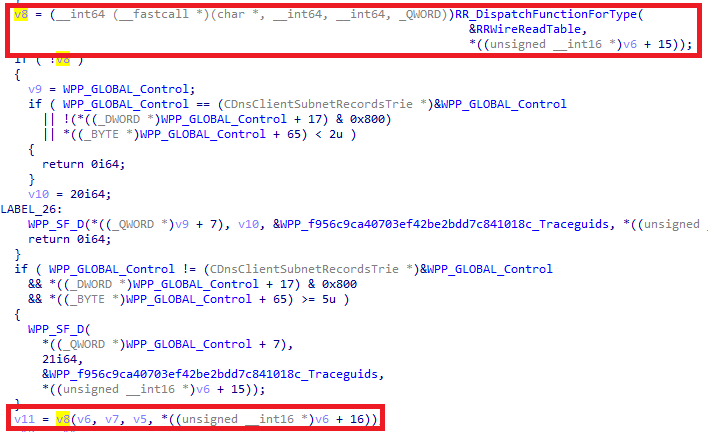 v8 = (__int64 (__fastcall *)(char *, __int64, __int64, _QWORD))RR_DispatchFunctionForType(
&RRWireReadTable,
*((unsigned __int16 *)v6 + 15));
if ( !v8 )
{
v9 = WPP_GLOBAL_Control;
if ( WPP_GLOBAL_Control == (CDnsClientSubnetRecordsTrie *)&WPP_GLOBAL_Control
|| !(*((_DWORD *)WPP_GLOBAL_Control + 17) & 0x800)
|| *((_BYTE *)WPP_GLOBAL_Control + 65) < 2u )
{
return 0i64;
}
v10 = 20i64;
LABEL_26:
WPP_SF_D(*((_QWORD *)v9 + 7), v10, &WPP_f956c9ca40703ef42be2bdd7c841018c_Traceguids, *((unsigned
return 0i64;
}
if ( WPP_GLOBAL_Control != (CDnsClientSubnetRecordsTrie *)&WPP_GLOBAL_Control
&& *((_DWORD *)WPP_GLOBAL_Control + 17) & 0x800
&& *((_BYTE *)WPP_GLOBAL_Control + 65) >= 5u )
{
WPP_SF_D(
*((_QWORD *)WPP_GLOBAL_Control + 7),
21i64,
&WPP_f956c9ca40703ef42be2bdd7c841018c_Traceguids,
*((unsigned __int16 *)v6 + 15));
}
v11 = v8(v6, v7, v5, *((unsigned __int16 *)v6 + 16))